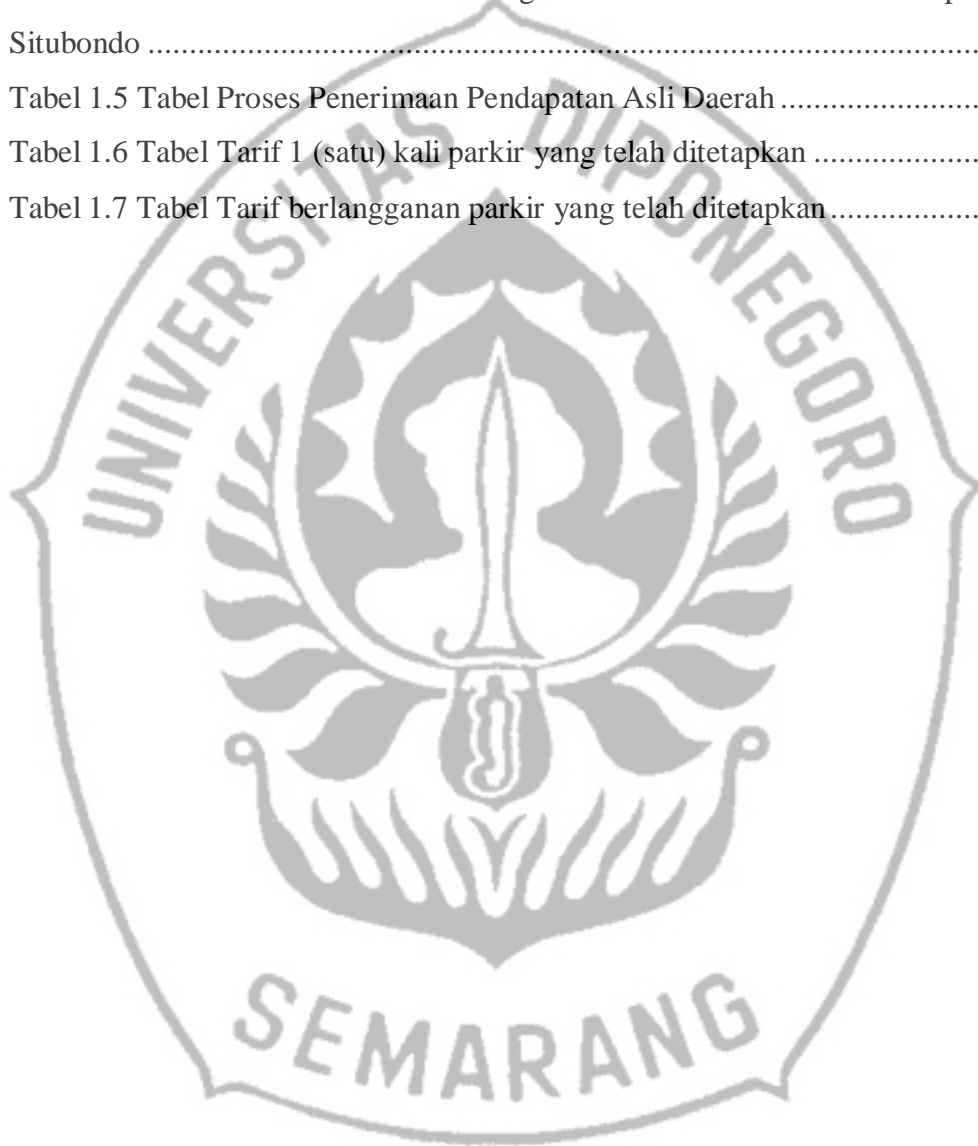 Situbondo ....................................................................................................
Tabel 1.5 Tabel Proses Penerimaan Pendapatan Asli Daerah .......................
Tabel 1.6 Tabel Tarif 1 (satu) kali parkir yang telah ditetapkan ...................
Tabel 1.7 Tabel Tarif berlangganan parkir yang telah ditetapkan .................
UNIVERSITAS DIPONEGORO
SEMARANG